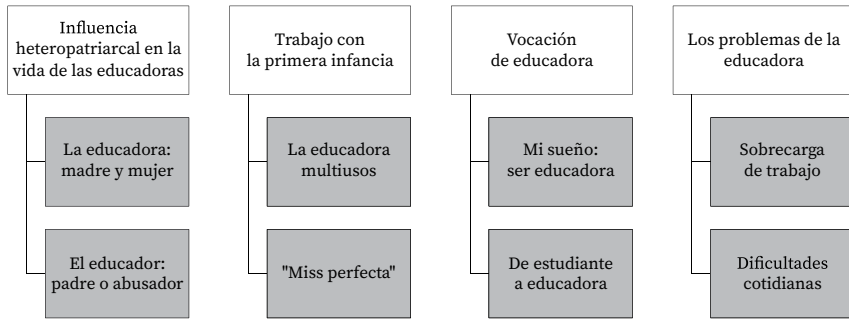 Influencia
heteropatriarcal en la
vida de las educadoras
La educadora:
madre y mujer
El educador:
padre o abusador
Trabajo con
la primera infancia
La educadora
multiusos
"Miss perfecta"
Vocación
de educadora
Mi sueño:
ser educadora
De estudiante
a educadora
Los problemas de la
educadora
Sobrecarga
de trabajo
Dificultades
cotidianas